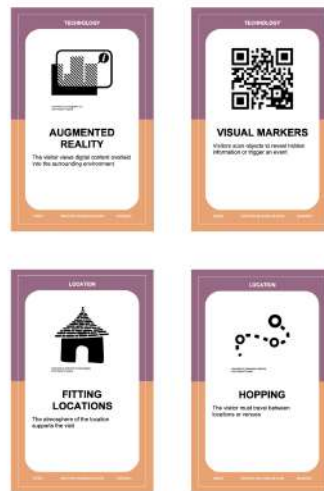 TECHNOLOGY
AUGMENTED
REALITY
The visitor views digital content overlaid
into the surrounding environment
TECHNOLOGY
VISUAL MARKERS
Visitors scan objects to reveal hidden
information or trigger an event
LOCATION
FITTING
LOCATIONS
The atmosphere of the location
supports the visit
LOCATION
HOPPING
The visitor must travel between
locations or venues